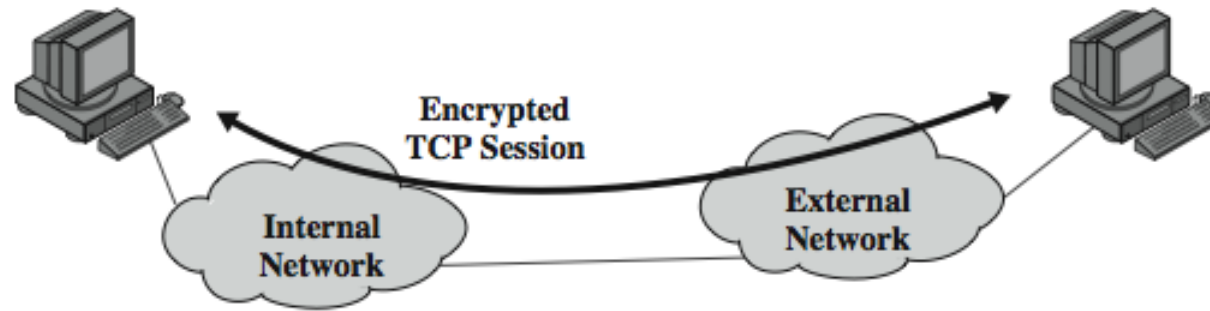 Encrypted
TCP Session
Internal
Network
External
Network